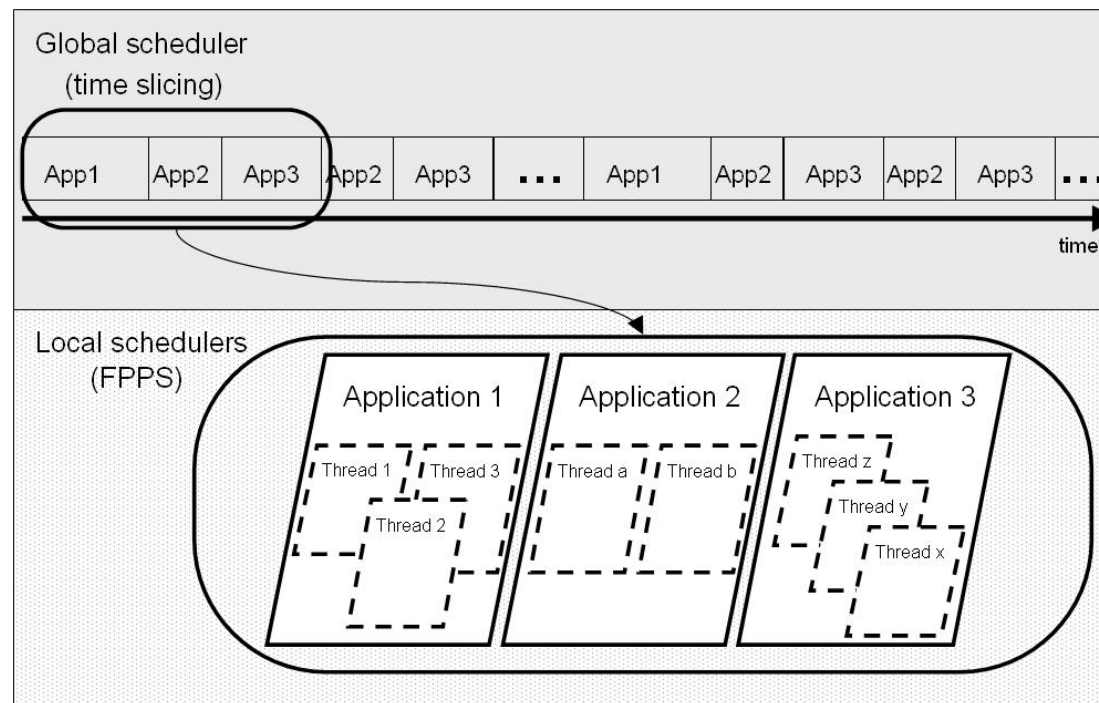 Global scheduler
(time slicing)
App1 App2 App3 App2 App3 ... App1 App2 App3 App2 App3 ...
time
Local schedulers
(FPPS)
Application 1 Application 2 Application 3
Thread 1 Thread 3 Thread a Thread b Thread z
Thread 2 Thread y
Thread x